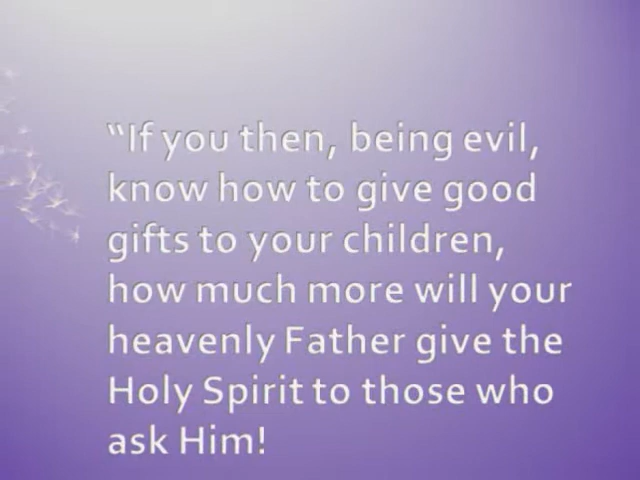 “If you then, being evil,
know how to give good
gifts to your children,
how much more will your
heavenly Father give the
Holy Spirit to those who
ask Him!